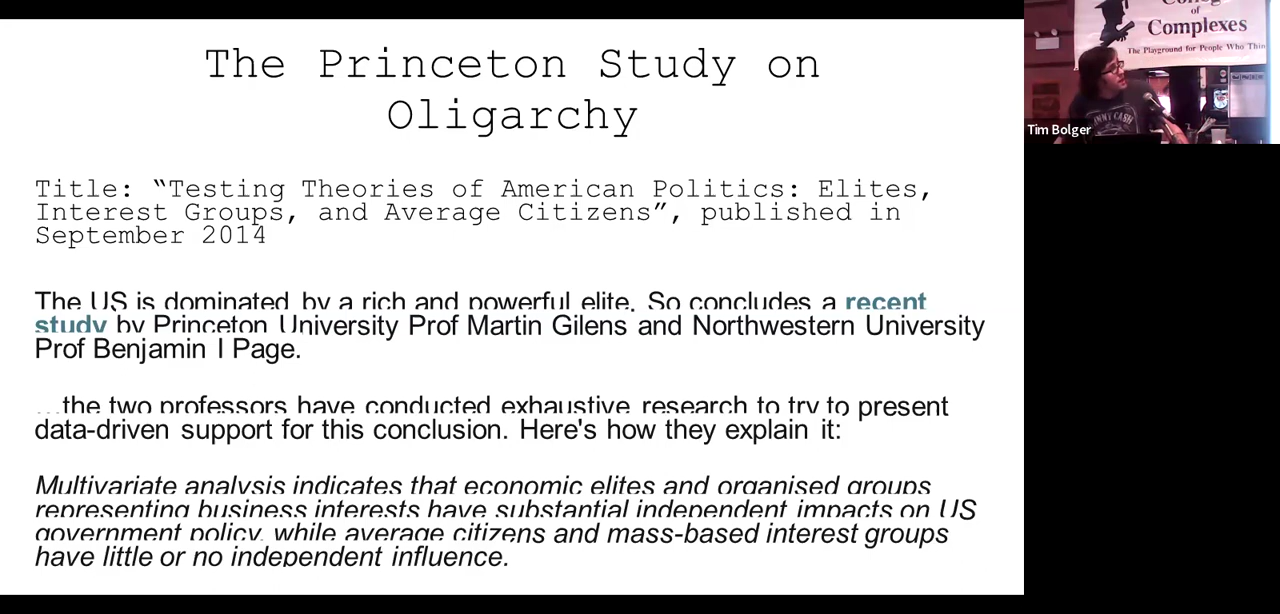 The Princeton Study on
Oligarchy
Title: “Testing Theories of American Politics: Elites,
Interest Groups, and Average Citizens”, published in
September 2014
The US is dominated by a rich and powerful elite. So concludes a recent
study by Princeton University Prof Martin Gilens and Northwestern University
Prof Benjamin I Page.
...the two professors have conducted exhaustive research to try to present
data-driven support for this conclusion. Here's how they explain it:
Multivariate analysis indicates that economic elites and organised groups
representing business interests have substantial independent impacts on US
government policy, while average citizens and mass-based interest groups
have little or no independent influence.
of
Complexes
The Playground for People Who Thin
CASH
Tim Bolger